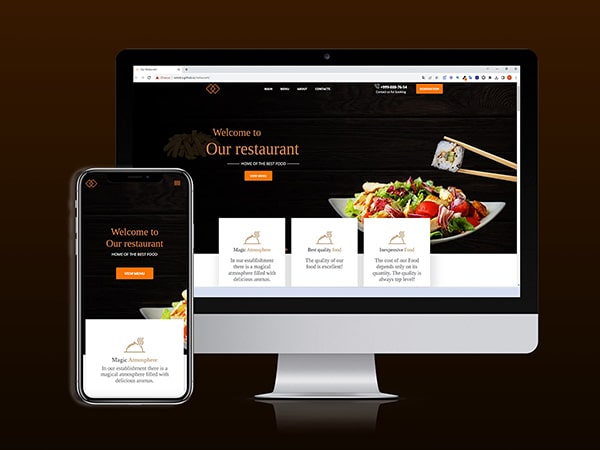 MAIN MENU ABOUT CONTACTS
+999-888-76-54
Contact us for booking
Welcome to
Our restaurant
HOME OF THE BEST FOOD
VIEW MENU
Magic Atmosphere
In our establishment
there is a magical
atmosphere filled with
delicious aromas.
Best quality food
The quality of our
food is excellent!
Inexpensive Food
The cost of our Food
depends only on its
quantity. The quality is
always top level!
Welcome to
Our restaurant
HOME OF THE BEST FOOD
VIEW MENU
Magic Atmosphere
In our establishment there is a
magical atmosphere filled with
delicious aromas.